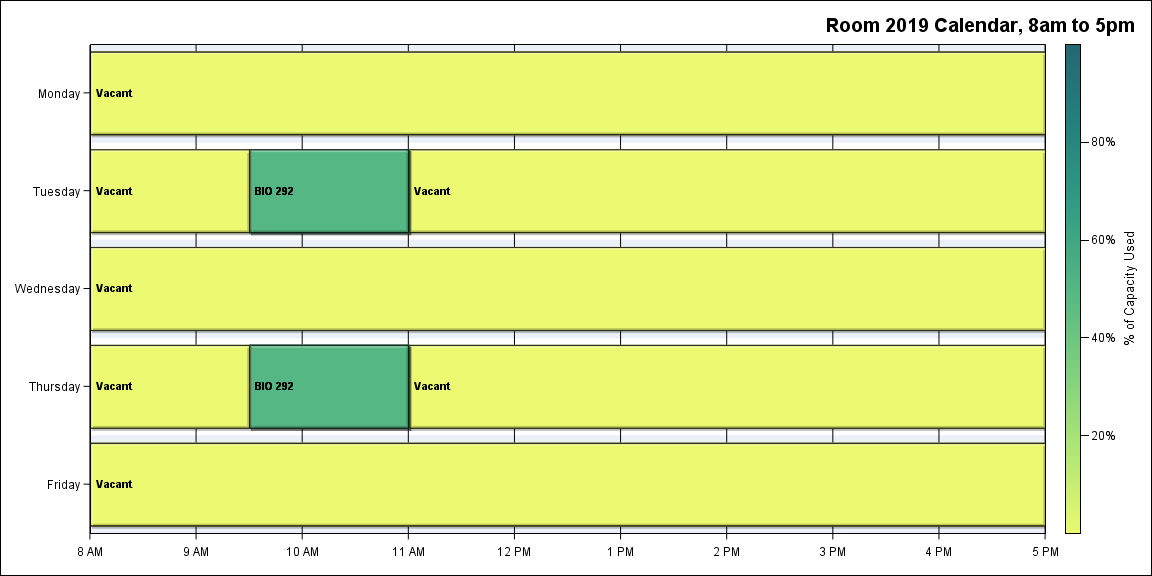 Room 2019 Calendar, 8am to 5pm
Monday
Vacant
Tuesday
Vacant
BIO 292
Vacant
Wednesday
Vacant
Thursday
Vacant
BIO 292
Vacant
Friday
Vacant
8 AM
9 AM
10 AM
11 AM
12 PM
1 PM
2 PM
3 PM
4 PM
5 PM
80%
60%
40%
20%
% of Capacity Used